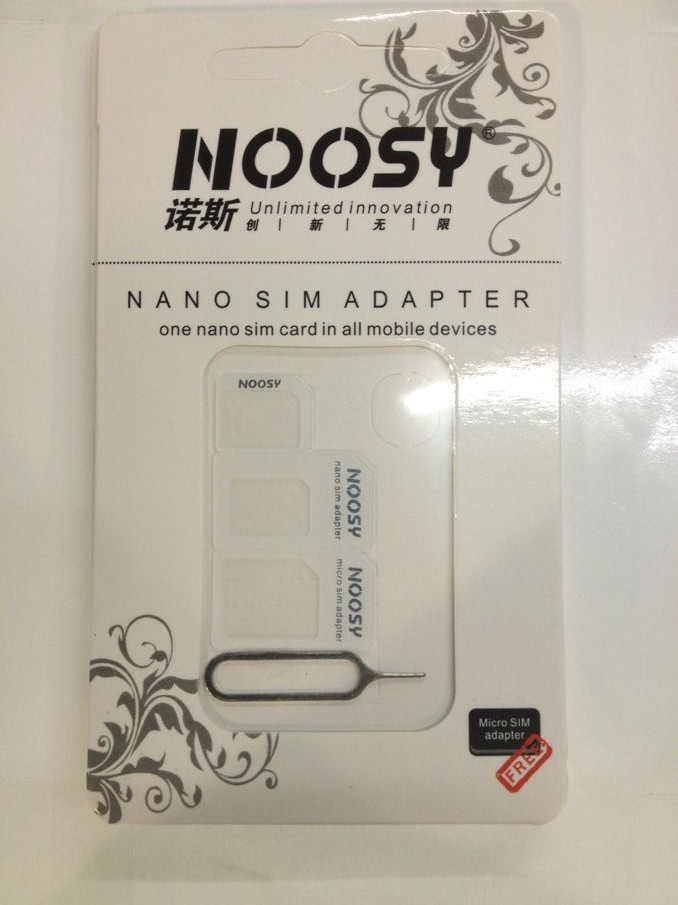 NOOSY®
诺斯 Unlimited innovation
创 | 新 | 无 | 限
NANO SIM ADAPTER
one nano sim card in all mobile devices
NOOSY
NOOSY
nano sim adapter
NOOSY
micro sim adapter
Micro SIM
adapter
FREE